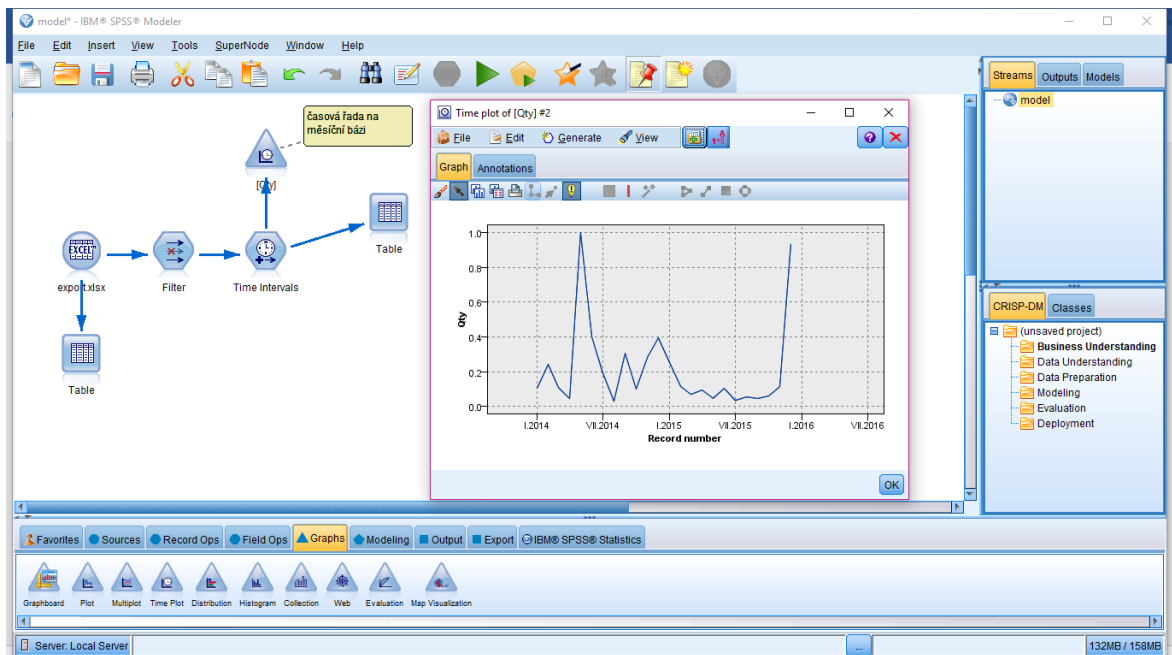 model* - IBM® SPSS® Modeler
File Edit Insert View Tools SuperNode Window Help
časová řada na
měsíční bázi
[Qty]
Table
EXCEL
export.xlsx
Filter
Time Intervals
Table
Time plot of [Qty] #2
File Edit Generate View
Graph Annotations
1.0
0.8
0.6
0.4
0.2
0.0
Qty
I.2014 VII.2014 I.2015 VII.2015 I.2016 VII.2016
Record number
OK
Streams Outputs Models
model
CRISP-DM Classes
(unsaved project)
Business Understanding
Data Understanding
Data Preparation
Modeling
Evaluation
Deployment
Favorites Sources Record Ops Field Ops Graphs Modeling Output Export IBM® SPSS® Statistics
Graphboard Plot Multiplot Time Plot Distribution Histogram Collection Web Evaluation Map Visualization
Server: Local Server
...
132MB / 158MB